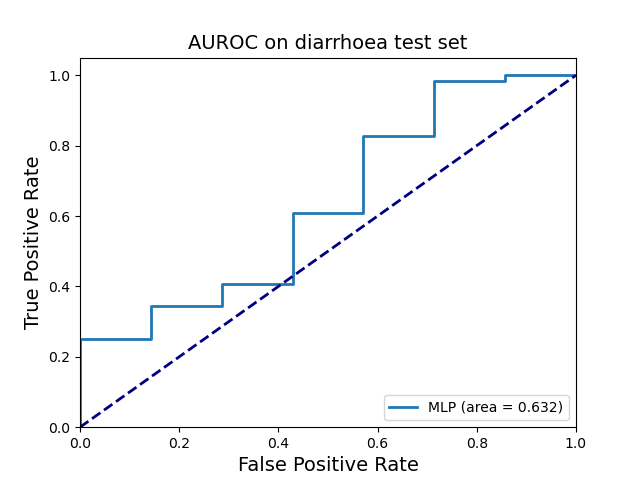 AUROC on diarrhoea test set
True Positive Rate
1.0
0.8
0.6
0.4
0.2
0.0
MLP (area = 0.632)
0.0 0.2 0.4 0.6 0.8 1.0
False Positive Rate